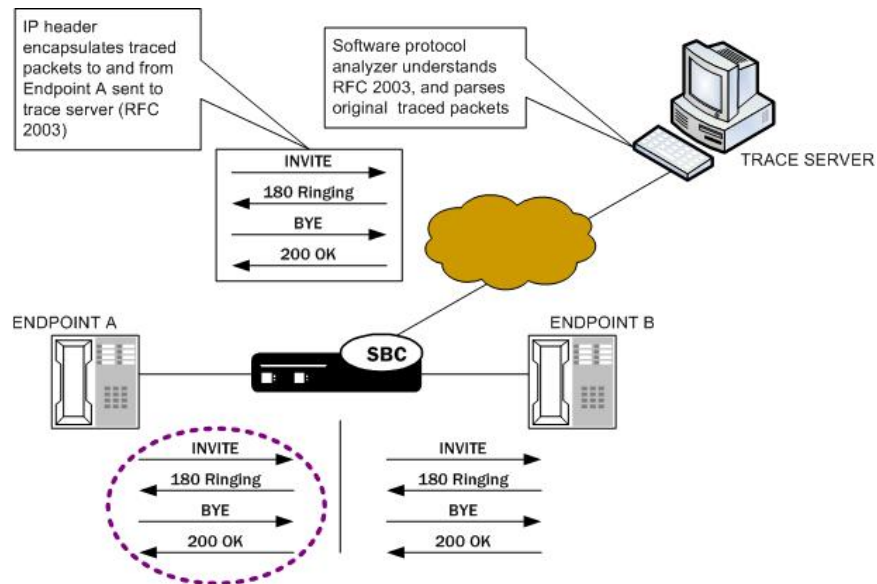 IP header
encapsulates traced
packets to and from
Endpoint A sent to
trace server (RFC
2003)
Software protocol
analyzer understands
RFC 2003, and parses
original traced packets
TRACE SERVER
INVITE
180 Ringing
BYE
200 OK
ENDPOINT A
SBC
ENDPOINT B
INVITE
180 Ringing
BYE
200 OK
INVITE
180 Ringing
BYE
200 OK